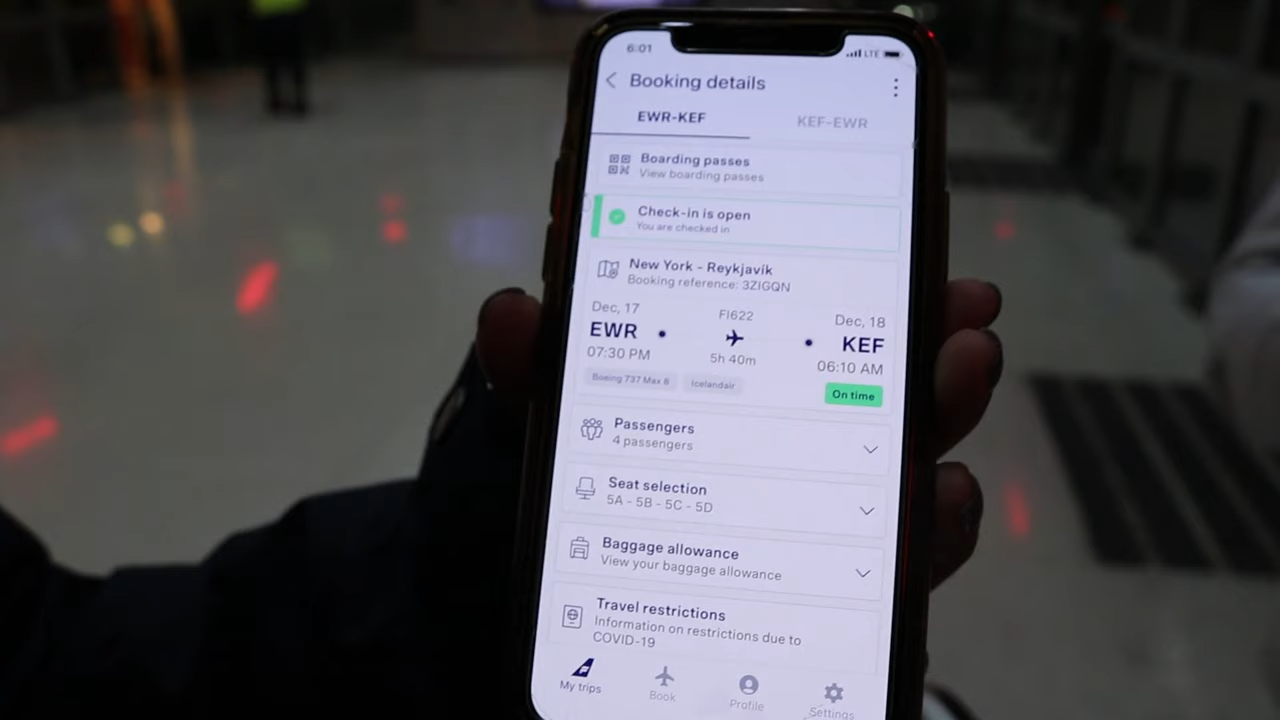 6:01
LTE
Booking details
EWR-KEF
KEF-EWR
Boarding passes
View boarding passes
Check-in is open
You are checked in
New York - Reykjavík
Booking reference: 3ZIGQN
Dec, 17
FI622
Dec, 18
EWR
KEF
07:30 PM
5h 40m
06:10 AM
Boeing 737 Max 8
Icelandair
On time
Passengers
4 passengers
Seat selection
5A - 5B - 5C - 5D
Baggage allowance
View your baggage allowance
Travel restrictions
Information on restrictions due to
COVID-19
My trips
Book
Profile
Settings